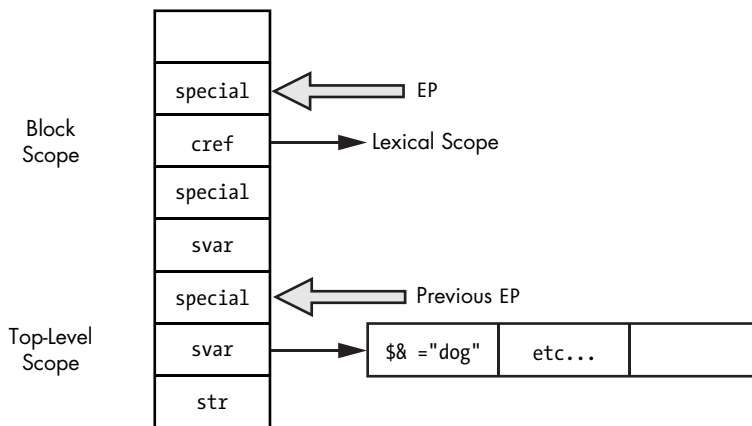 special
EP
Block
Scope
cref
Lexical Scope
special
svar
special
Previous EP
Top-Level
Scope
svar
$& ="dog"
etc...
str